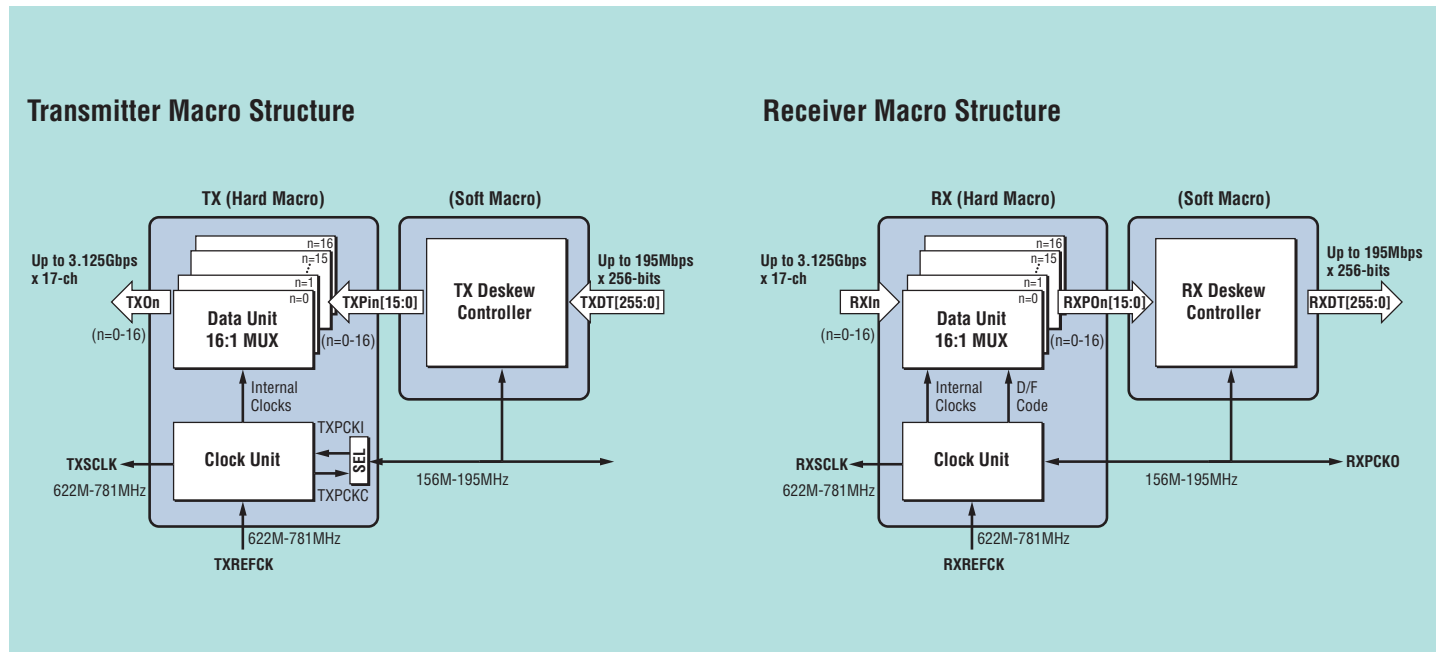 Transmitter Macro Structure
TX (Hard Macro)
(Soft Macro)
Up to 3.125Gbps
x 17-ch
TXOn
(n=0-16)
n=16
n=15
n=1
n=0
Data Unit
16:1 MUX
TXPin[15:0]
(n=0-16)
TX Deskew
Controller
Up to 195Mbps
x 256-bits
TXDT[255:0]
Internal
Clocks
TXPCKI
SEL
TXPCKC
Clock Unit
TXSCLK
622M-781MHz
156M-195MHz
622M-781MHz
TXREFCK
Receiver Macro Structure
RX (Hard Macro)
(Soft Macro)
Up to 3.125Gbps
x 17-ch
RXIn
(n=0-16)
n=16
n=15
n=1
n=0
Data Unit
16:1 MUX
RXPOn[15:0]
(n=0-16)
RX Deskew
Controller
Up to 195Mbps
x 256-bits
RXDT[255:0]
Internal
Clocks
D/F
Code
Clock Unit
RXSCLK
622M-781MHz
156M-195MHz
RXPCKO
622M-781MHz
RXREFCK